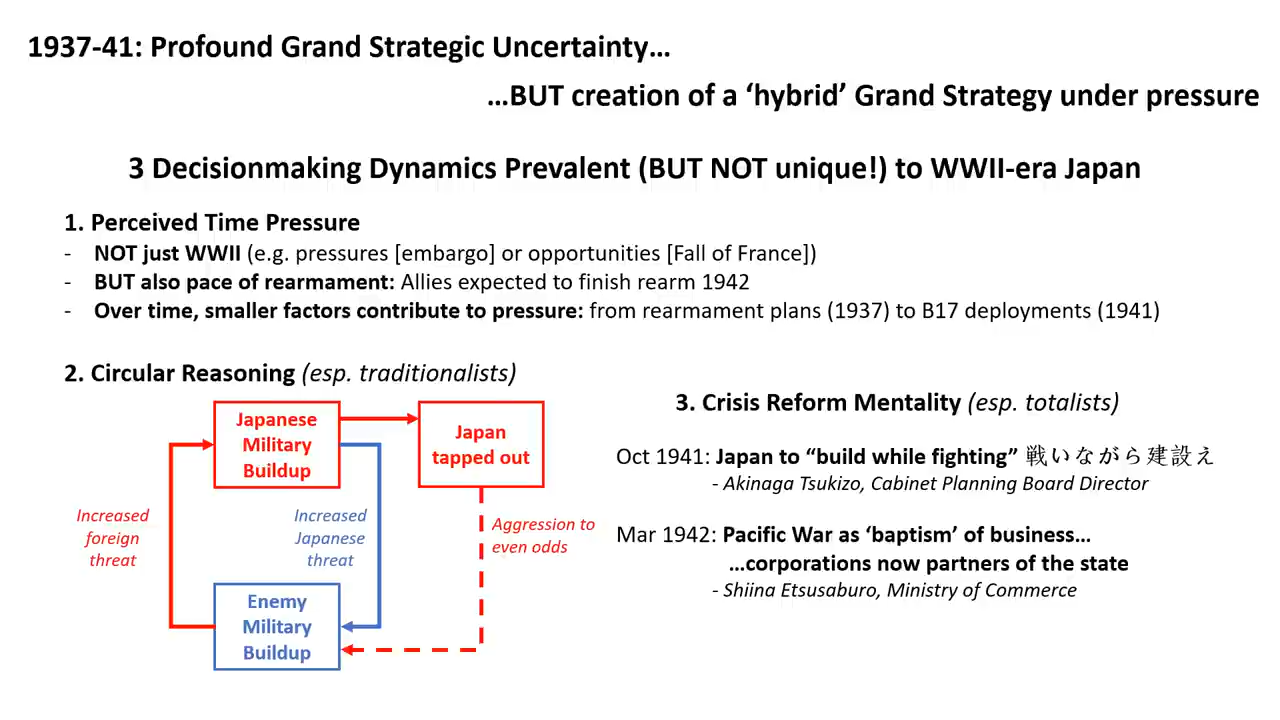 1937-41: Profound Grand Strategic Uncertainty…
…BUT creation of a ‘hybrid’ Grand Strategy under pressure
3 Decisionmaking Dynamics Prevalent (BUT NOT unique!) to WWII-era Japan
1. Perceived Time Pressure
- NOT just WWII (e.g. pressures [embargo] or opportunities [Fall of France])
- BUT also pace of rearmament: Allies expected to finish rearm 1942
- Over time, smaller factors contribute to pressure: from rearmament plans (1937) to B17 deployments (1941)
2. Circular Reasoning (esp. traditionalists)
Japanese
Military
Buildup
Japan
tapped out
Increased
foreign
threat
Increased
Japanese
threat
Aggression to
even odds
Enemy
Military
Buildup
3. Crisis Reform Mentality (esp. totalists)
Oct 1941: Japan to “build while fighting” 戦いながら建設え
- Akinaga Tsukizo, Cabinet Planning Board Director
Mar 1942: Pacific War as ‘baptism’ of business…
…corporations now partners of the state
- Shiina Etsusaburo, Ministry of Commerce